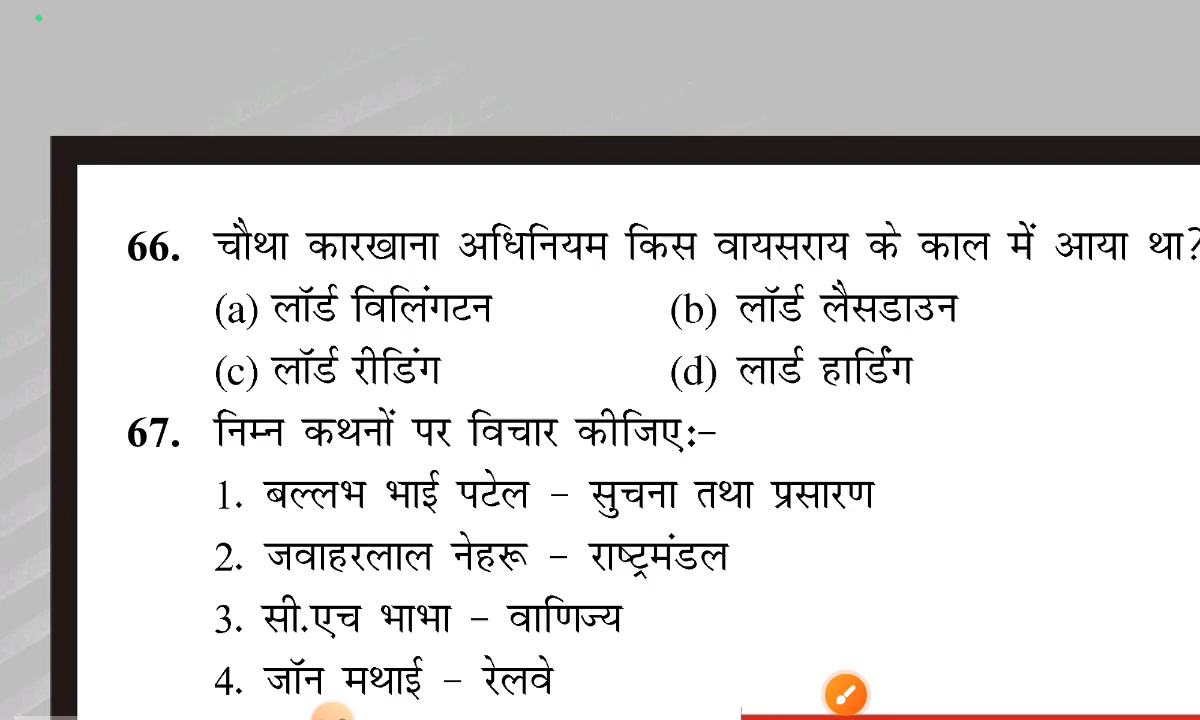 66. चौथा कारखाना अधिनियम किस वायसराय के काल में आया था?
(a) लॉर्ड विलिंगटन (b) लॉर्ड लैसडाउन
(c) लॉर्ड रीडिंग (d) लार्ड हार्डिंग
67. निम्न कथनों पर विचार कीजिए:–
1. बल्लभ भाई पटेल – सुचना तथा प्रसारण
2. जवाहरलाल नेहरू – राष्ट्रमंडल
3. सी.एच भाभा – वाणिज्य
4. जॉन मथाई – रेलवे